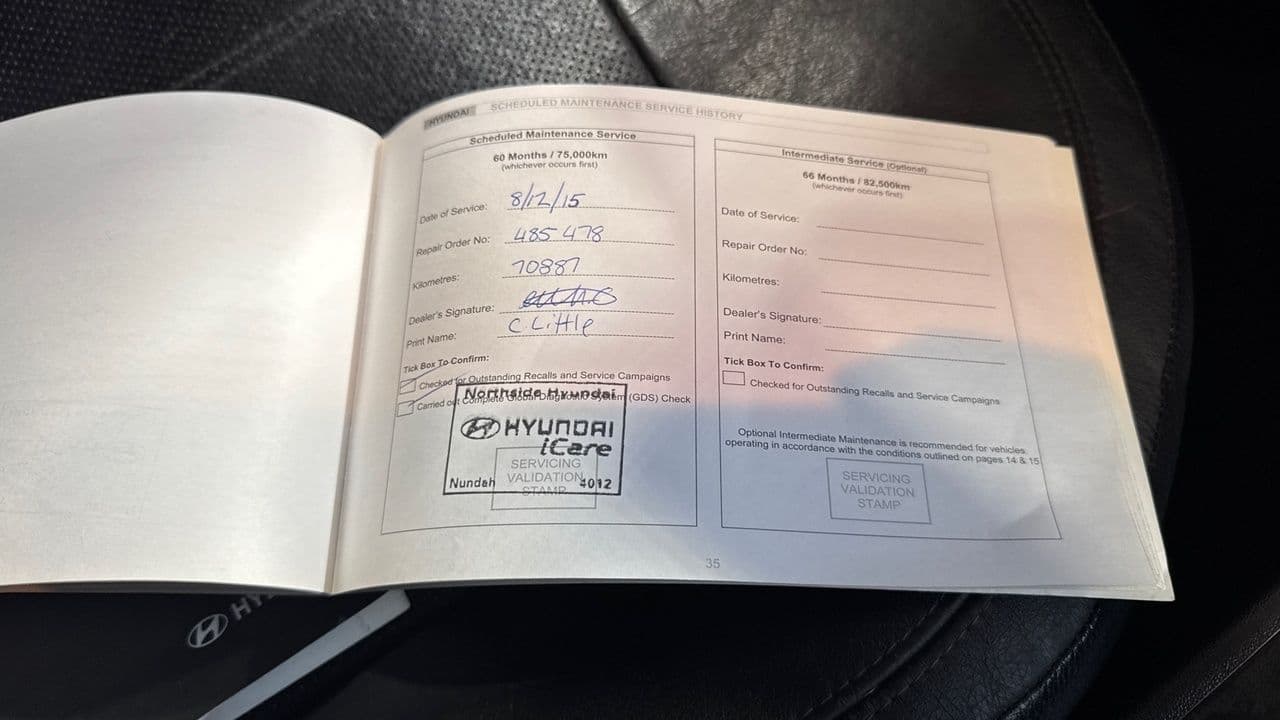 HYUNDAI SCHEDULED MAINTENANCE SERVICE HISTORY
Scheduled Maintenance Service
60 Months / 75,000km
(whichever occurs first)
Date of Service: 8/12/15
Repair Order No: 485 478
Kilometres: 70887
Dealer's Signature:
Print Name: C Little
Tick Box To Confirm:
Checked for Outstanding Recalls and Service Campaigns
Carried out Complete Global Diagnostic System (GDS) Check
Northside Hyundai
HYUNDAI
iCare
SERVICING
VALIDATION
STAMP
Nundah 4012
Intermediate Service (Optional)
66 Months / 82,500km
(whichever occurs first)
Date of Service:
Repair Order No:
Kilometres:
Dealer's Signature:
Print Name:
Tick Box To Confirm:
Checked for Outstanding Recalls and Service Campaigns
Optional Intermediate Maintenance is recommended for vehicles
operating in accordance with the conditions outlined on pages 14 & 15
SERVICING
VALIDATION
STAMP
35